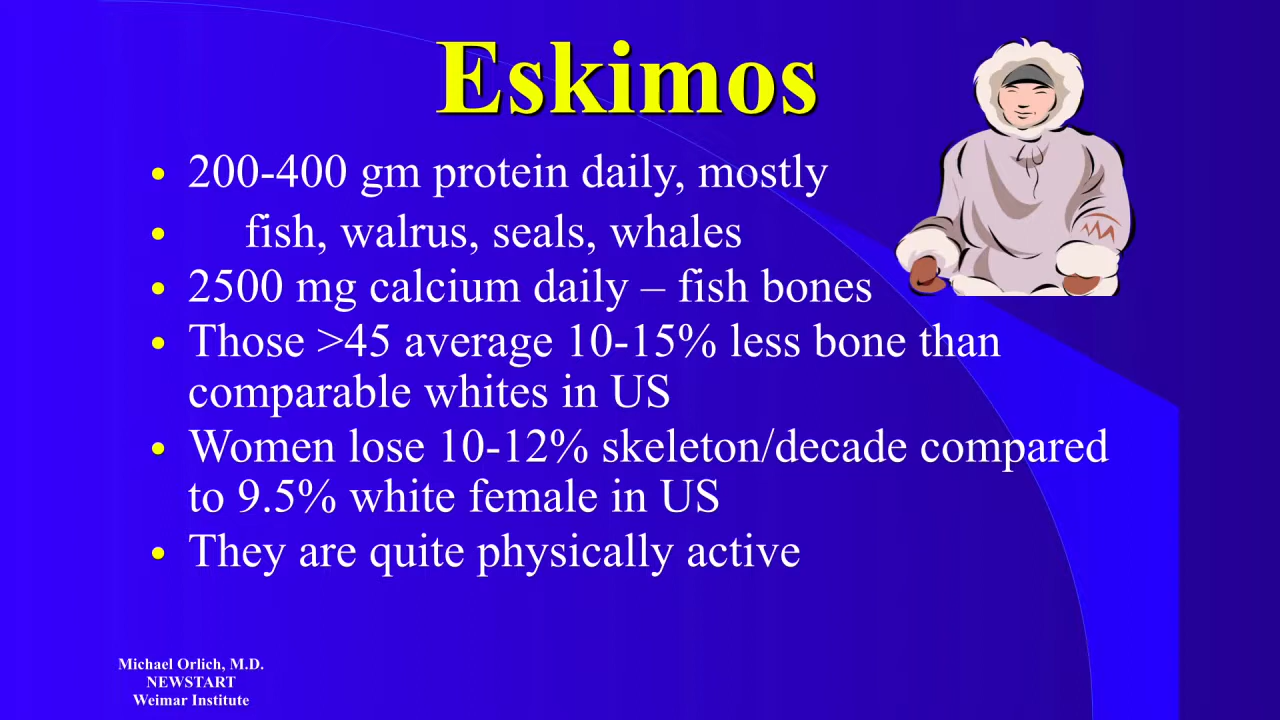 Eskimos
• 200-400 gm protein daily, mostly
• fish, walrus, seals, whales
• 2500 mg calcium daily – fish bones
• Those >45 average 10-15% less bone than
comparable whites in US
• Women lose 10-12% skeleton/decade compared
to 9.5% white female in US
• They are quite physically active
Michael Orlich, M.D.
NEWSTART
Weimar Institute